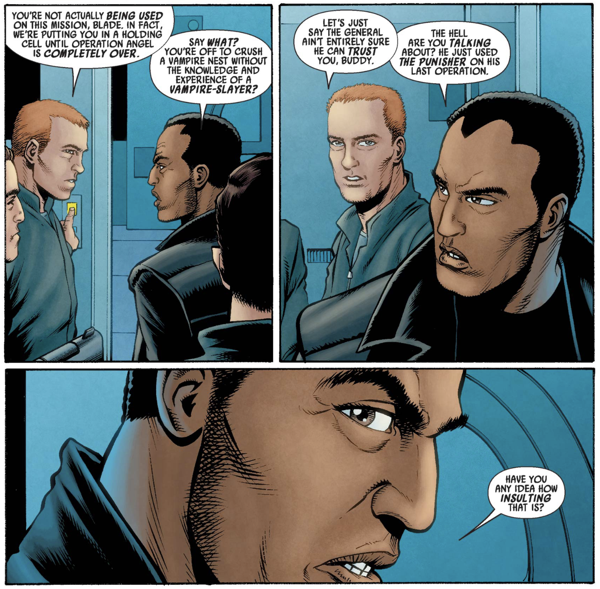 YOU'RE NOT ACTUALLY BEING USED
ON THIS MISSION, BLADE. IN FACT,
WE'RE PUTTING YOU IN A HOLDING
CELL UNTIL OPERATION ANGEL
IS COMPLETELY OVER.
SAY WHAT?
YOU'RE OFF TO CRUSH
A VAMPIRE NEST WITHOUT
THE KNOWLEDGE AND
EXPERIENCE OF A
VAMPIRE-SLAYER?
LET'S JUST
SAY THE GENERAL
AIN'T ENTIRELY SURE
HE CAN TRUST
YOU, BUDDY.
THE HELL
ARE YOU TALKING
ABOUT? HE JUST USED
THE PUNISHER ON HIS
LAST OPERATION.
HAVE YOU
ANY IDEA HOW
INSULTING
THAT IS?